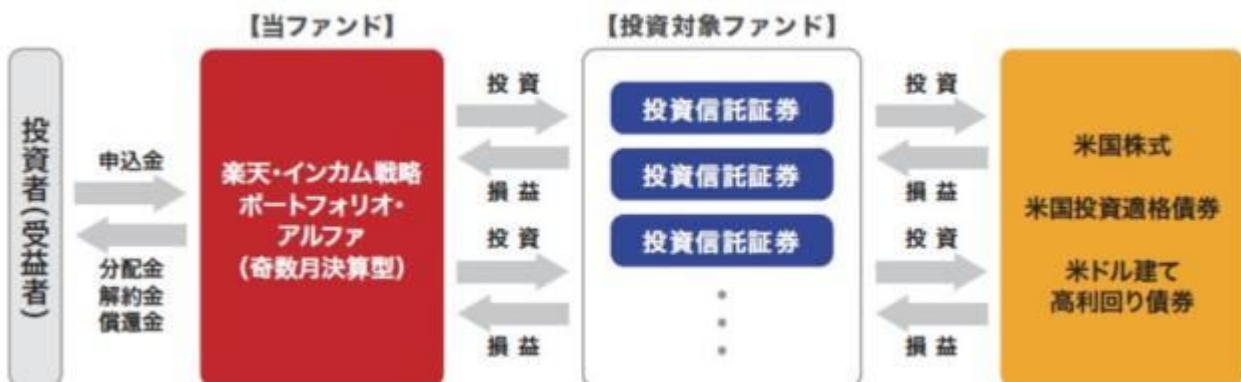 【当ファンド】
【投資対象ファンド】
投資者(受益者)
申込金
分配金
解約金
償還金
楽天・インカム戦略
ポートフォリオ・
アルファ
(奇数月決算型)
投資
損益
投資
損益
投資信託証券
投資信託証券
投資信託証券
投資
損益
投資
損益
米国株式
米国投資適格債券
米ドル建て
高利回り債券